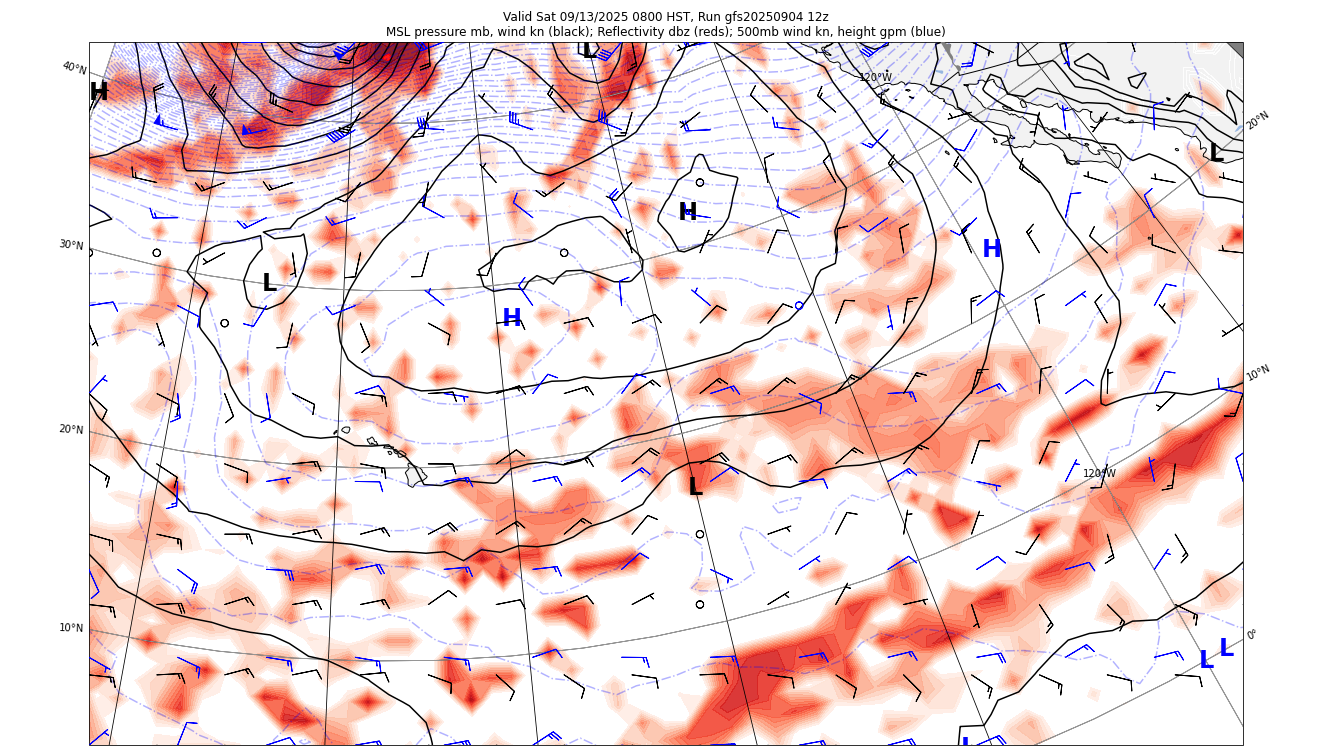 Valid Sat 09/13/2025 0800 HST, Run gfs20250904 12z
MSL pressure mb, wind kn (black); Reflectivity dbz (reds); 500mb wind kn, height gpm (blue)
L
40°N
120°W
H
20°N
L
H
30°N
H
L
H
10°N
20°N
120°W
L
10°N
0°
L
L
L